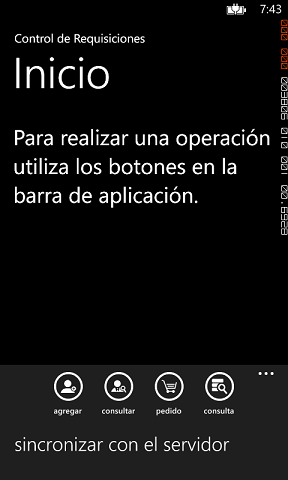 7:43
Control de Requisiciones
Inicio
Para realizar una operación
utiliza los botones en la
barra de aplicación.
agregar consultar pedido consulta
sincronizar con el servidor